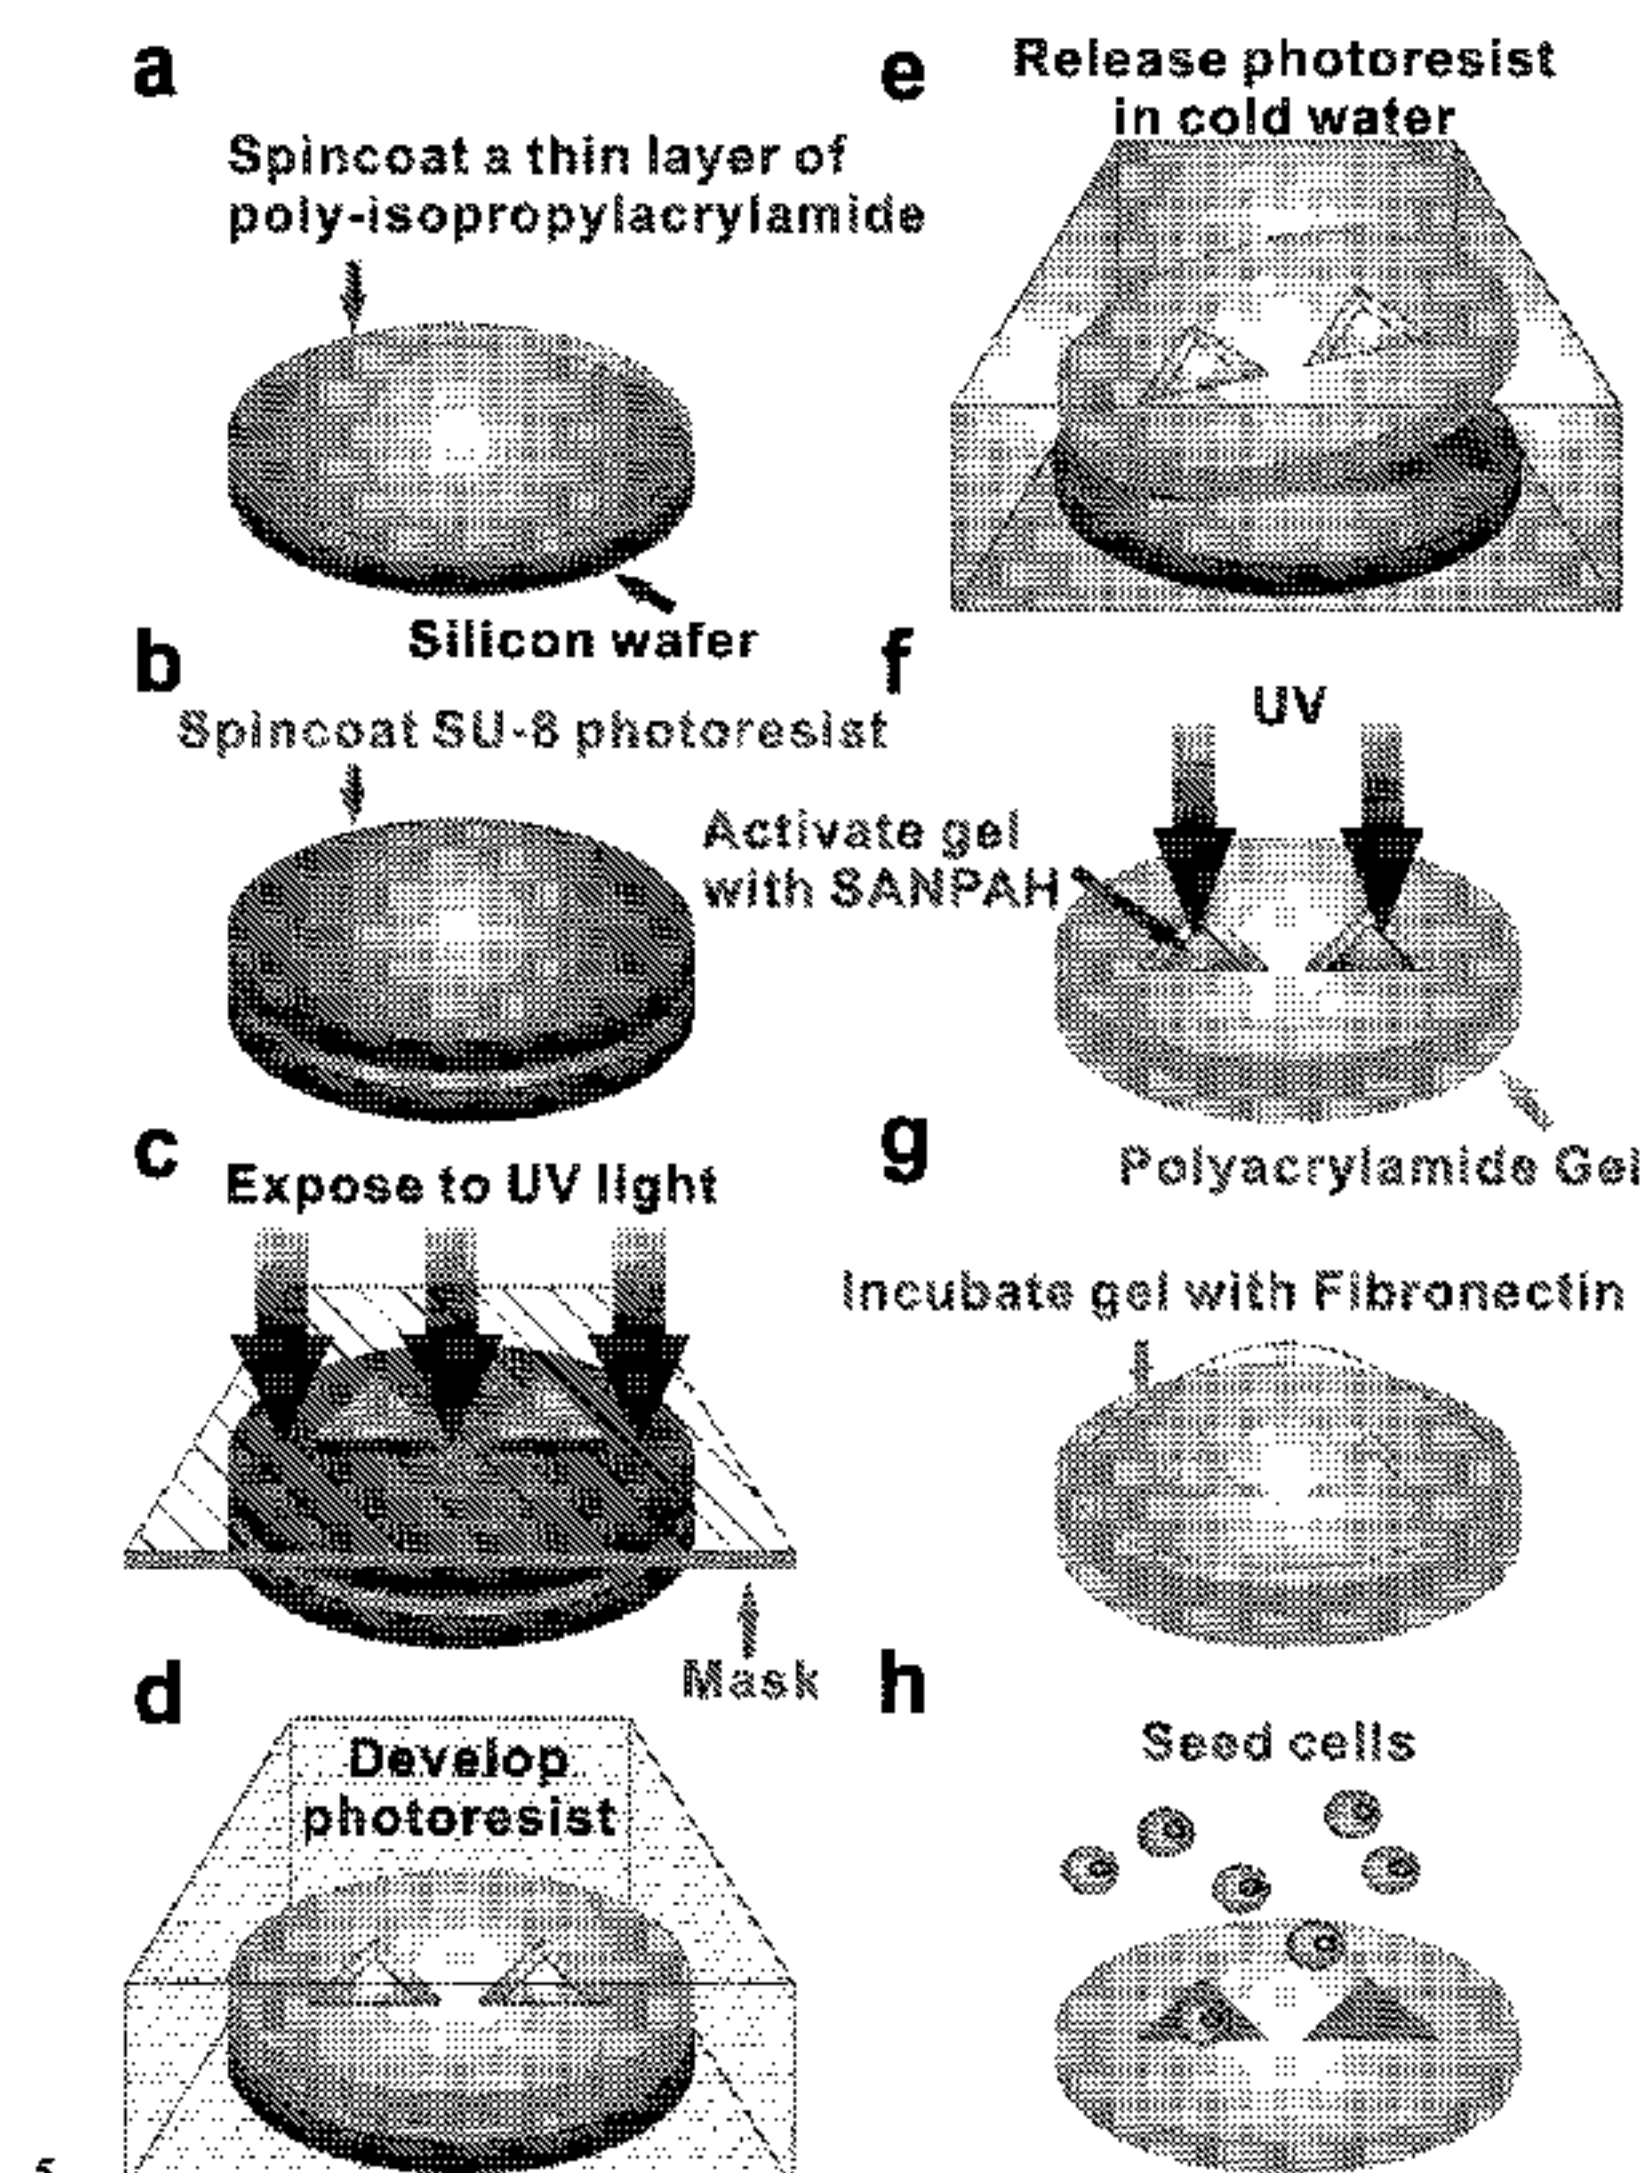 a
Spincoat a thin layer of
poly-isopropylacrylamide
Silicon wafer
b
Spincoat SU-8 photoresist
c
Expose to UV light
Mask
d
Develop
photoresist
e
Release photoresist
in cold water
f
UV
Activate gel
with SANPAH
Polyacrylamide Gel
g
Incubate gel with Fibronectin
h
Seed cells
5